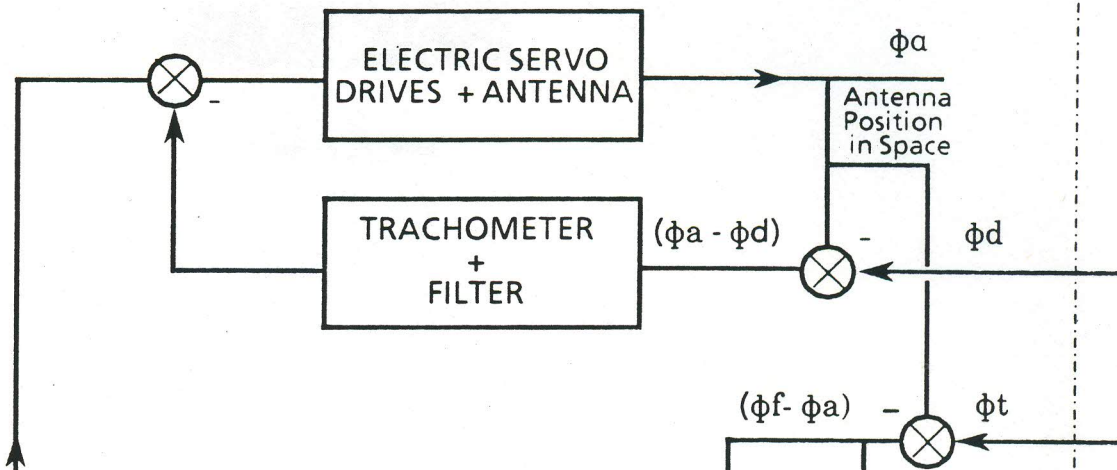 ELECTRIC SERVO
DRIVES + ANTENNA
ϕa
Antenna
Position
in Space
-
TRACHOMETER
+
FILTER
(ϕa - ϕd)
-
ϕd
(ϕf- ϕa)
-
ϕt